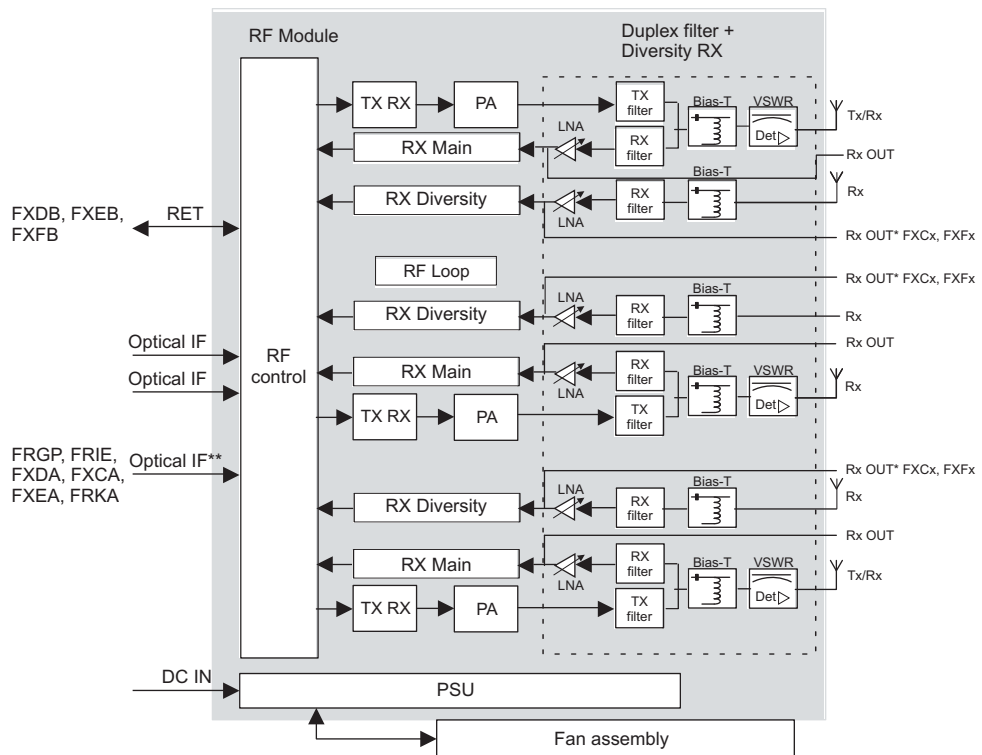 RF Module
Duplex filter +
Diversity RX
TX RX
PA
TX
filter
Bias-T
VSWR
Det
Tx/Rx
LNA
RX Main
RX
filter
Rx OUT
Bias-T
RX Diversity
LNA
RX
filter
Rx
FXDB, FXEB,
FXFB
RET
Rx OUT* FXCx, FXFx
RF Loop
Rx OUT* FXCx, FXFx
LNA
Bias-T
RX Diversity
RX
filter
Rx
Optical IF
Rx OUT
RF
control
RX Main
LNA
RX
filter
Bias-T
VSWR
Det
Rx
Optical IF
TX RX
PA
TX
filter
FRGP, FRIE,
FXDA, FXCA,
FXEA, FRKA
Optical IF**
Rx OUT* FXCx, FXFx
LNA
Bias-T
RX Diversity
RX
filter
Rx
Rx OUT
RX Main
LNA
RX
filter
Bias-T
VSWR
Det
Tx/Rx
TX RX
PA
TX
filter
DC IN
PSU
Fan assembly